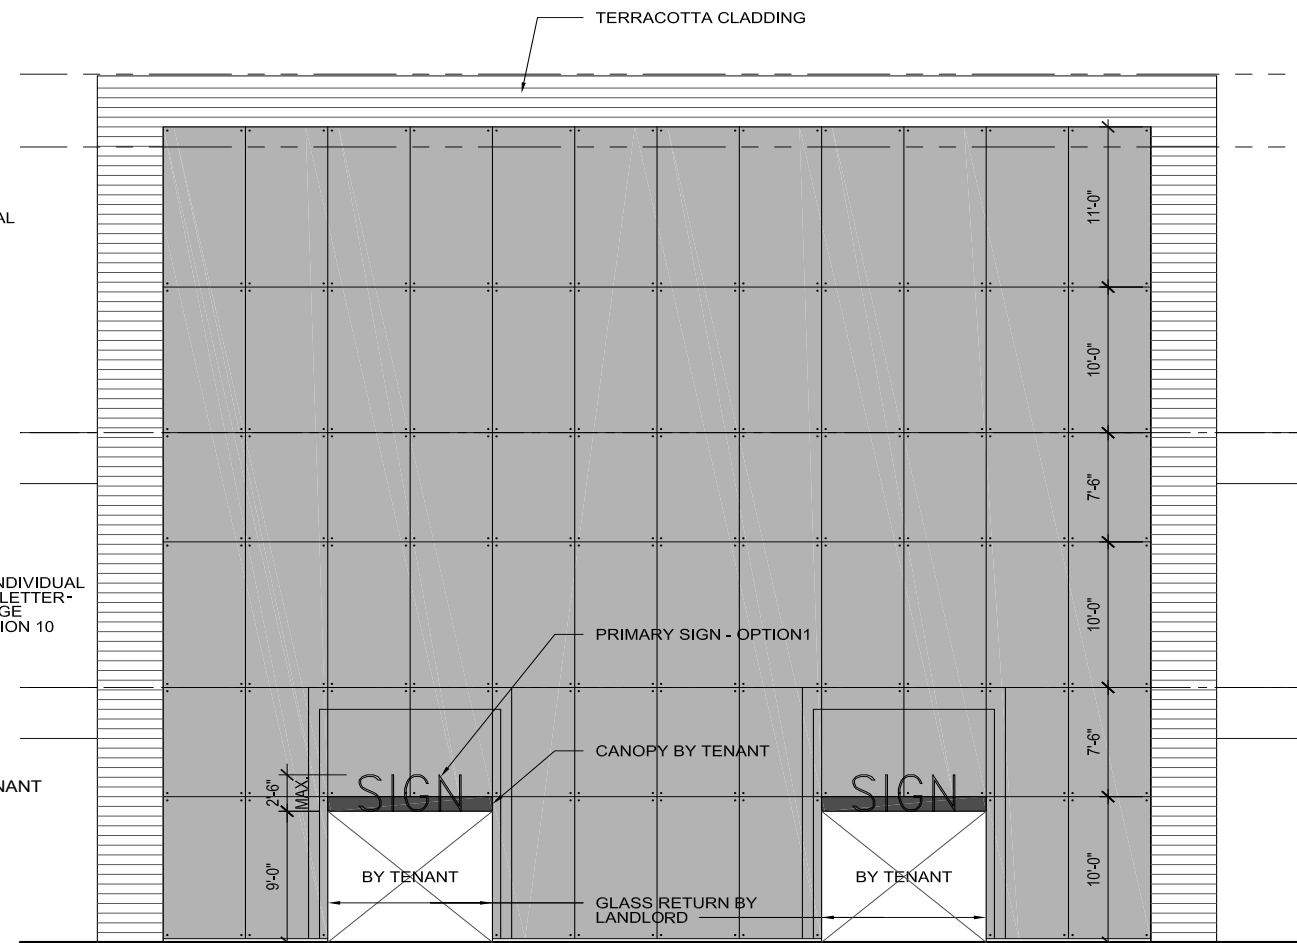 TERRACOTTA CLADDING
11'-0"
AL
10'-0"
7'-6"
NDIVIDUAL
LETTER-
GE
ION 10
10'-0"
PRIMARY SIGN - OPTION1
7'-6"
CANOPY BY TENANT
NANT
2'-6"
MAX.
SIGN
SIGN
9'-0"
BY TENANT
BY TENANT
10'-0"
GLASS RETURN BY
LANDLORD